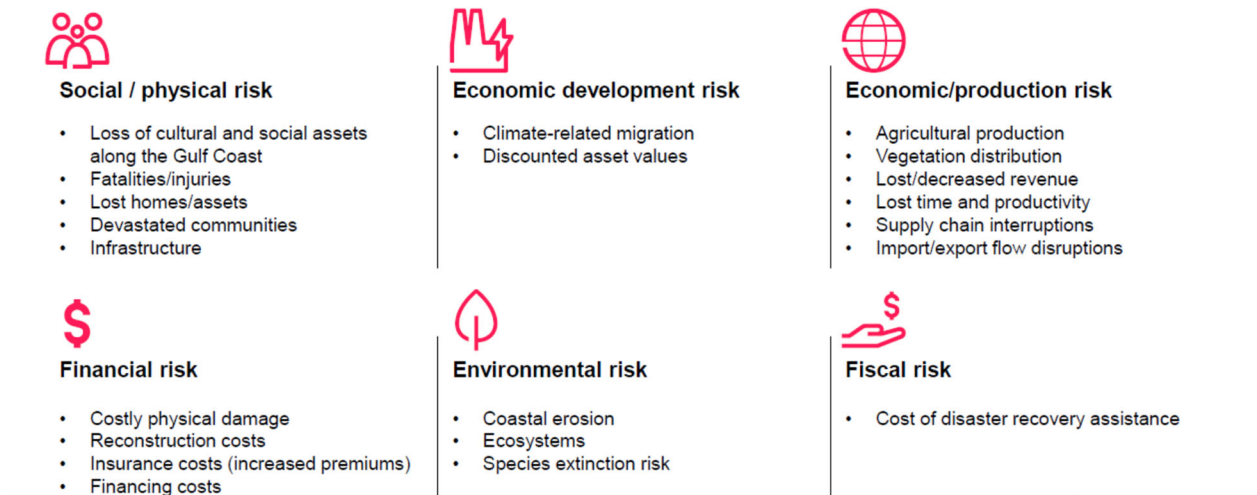 Social / physical risk
• Loss of cultural and social assets
along the Gulf Coast
• Fatalities/injuries
• Lost homes/assets
• Devastated communities
• Infrastructure
Economic development risk
• Climate-related migration
• Discounted asset values
Economic/production risk
• Agricultural production
• Vegetation distribution
• Lost/decreased revenue
• Lost time and productivity
• Supply chain interruptions
• Import/export flow disruptions
$
Financial risk
• Costly physical damage
• Reconstruction costs
• Insurance costs (increased premiums)
• Financing costs
Environmental risk
• Coastal erosion
• Ecosystems
• Species extinction risk
$
Fiscal risk
• Cost of disaster recovery assistance